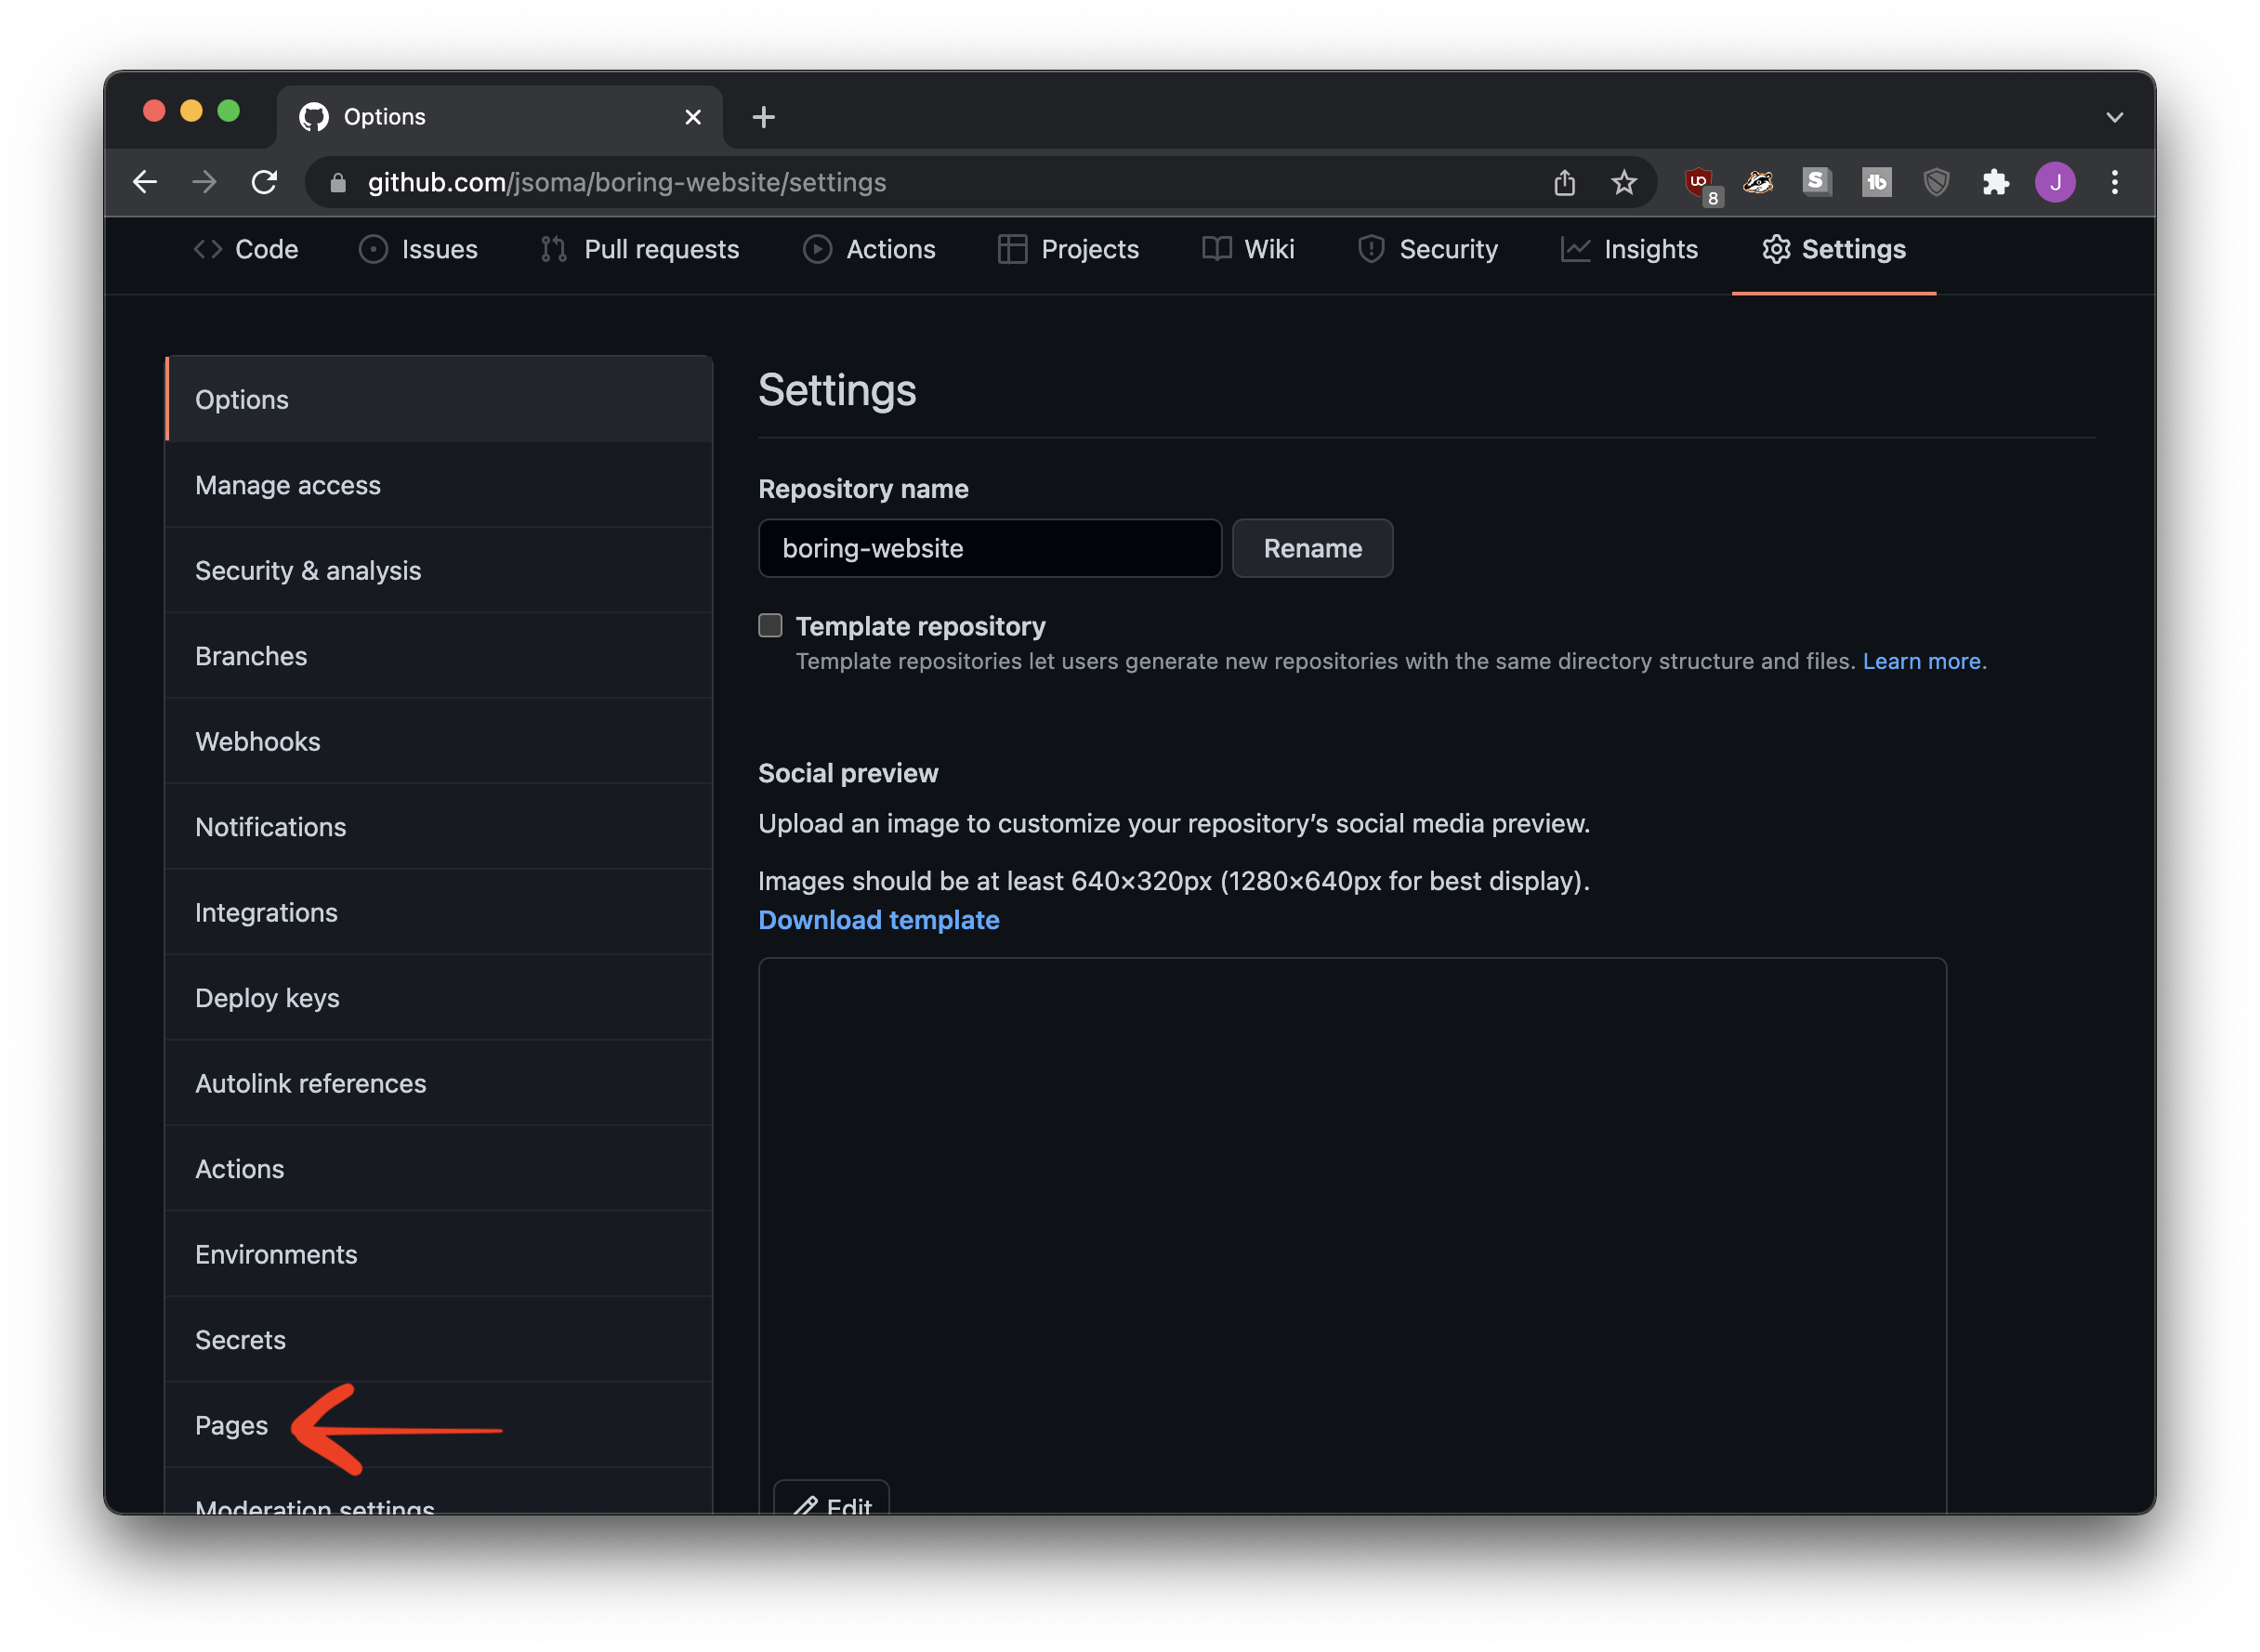 Options
github.com/jsoma/boring-website/settings
8
J
Code Issues Pull requests Actions Projects Wiki Security Insights Settings
Options
Manage access
Security & analysis
Branches
Webhooks
Notifications
Integrations
Deploy keys
Autolink references
Actions
Environments
Secrets
Pages
Moderation settings
Settings
Repository name
boring-website Rename
Template repository
Template repositories let users generate new repositories with the same directory structure and files. Learn more.
Social preview
Upload an image to customize your repository’s social media preview.
Images should be at least 640×320px (1280×640px for best display).
Download template
Edit